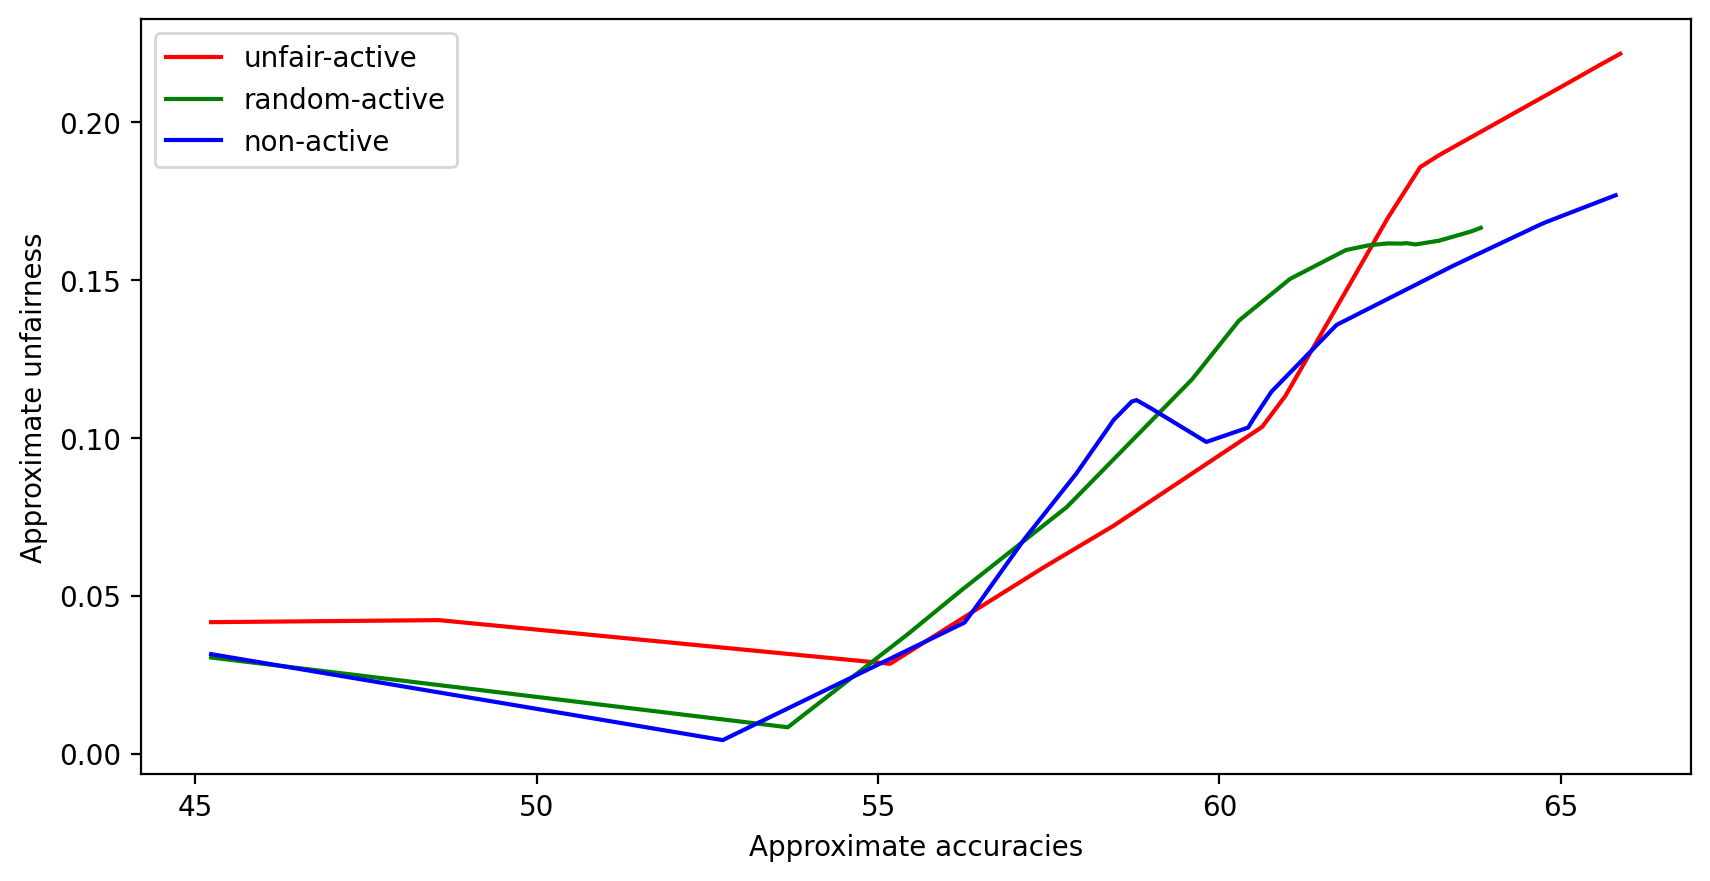 unfair-active
random-active
non-active
0.20
0.15
0.10
0.05
0.00
Approximate unfairness
45 50 55 60 65
Approximate accuracies